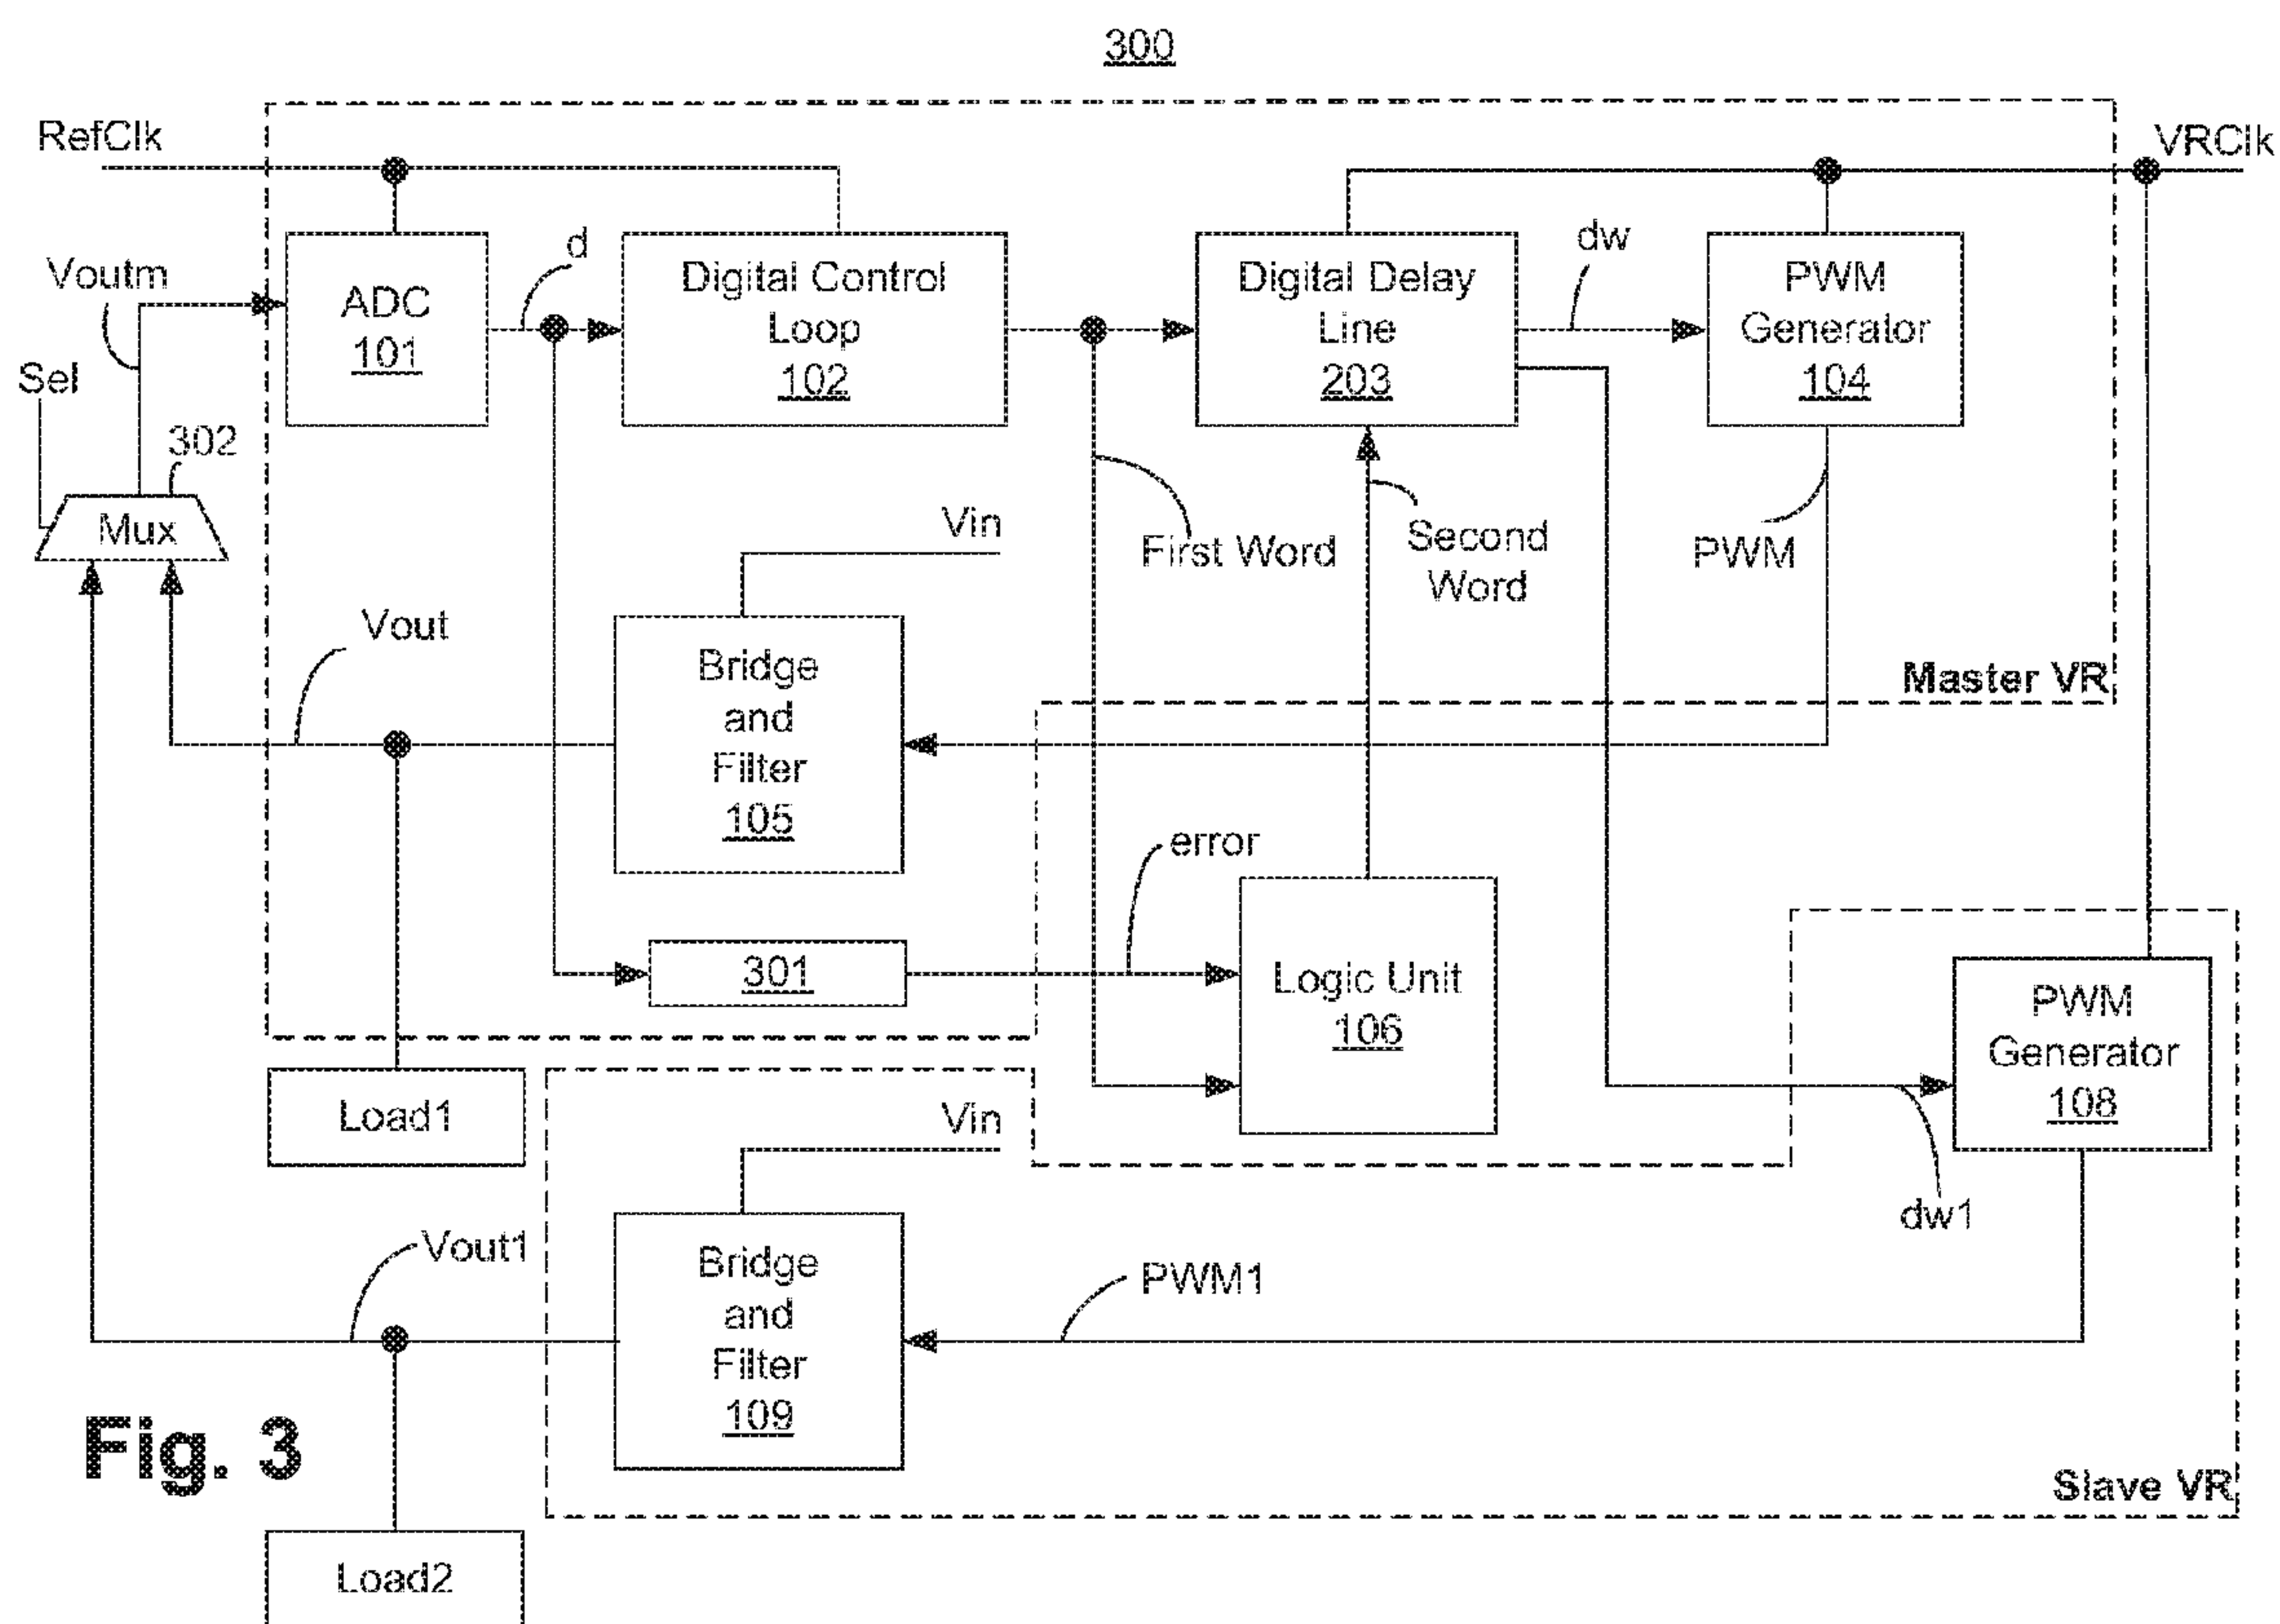 300
RefClk
VRClk
Voutm
ADC
101
d
Digital Control
Loop
102
Digital Delay
Line
203
dw
PWM
Generator
104
Sel
302
Mux
Vin
First Word
Second
Word
PWM
Vout
Bridge
and
Filter
105
Master VR
error
301
Logic Unit
106
PWM
Generator
108
Load1
Vin
dw1
Vout1
Bridge
and
Filter
109
PWM1
Fig. 3
Slave VR
Load2